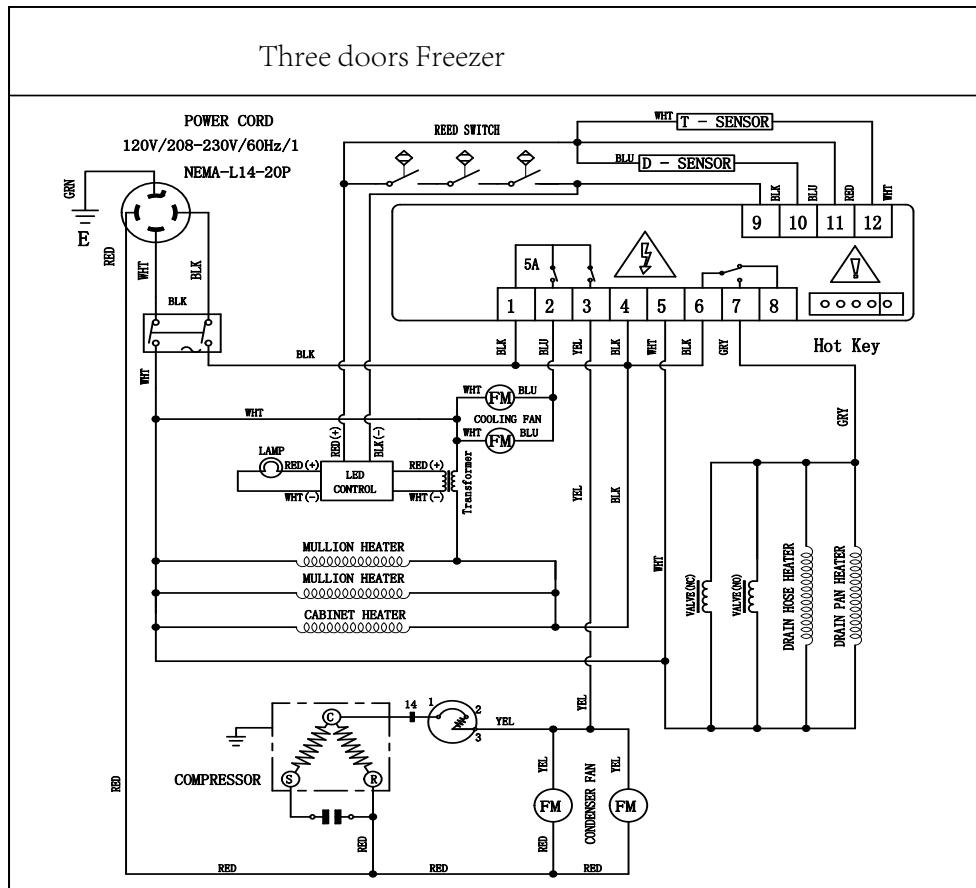 Three doors Freezer
POWER CORD
120V/208-230V/60Hz/1
NEMA-L14-20P
GRN
E
RED
WHT
BLK
BLK
WHT
REED SWITCH
WHT
T - SENSOR
BLU
D - SENSOR
BLK
BLU
RED
WHT
9
10
11
12
5A
1
2
3
4
5
6
7
8
Hot Key
BLK
BLK
BLU
YEL
BLK
WHT
BLK
GRY
GRY
WHT
WHT
FM
BLU
COOLING FAN
WHT
FM
BLU
RED(+)
BLK(-)
LAMP
RED(+)
LED
CONTROL
RED(+)
WHT(-)
WHT(-)
Transformer
YEL
BLK
WHT
MULLION HEATER
MULLION HEATER
CABINET HEATER
VALVE(NC)
VALVE(NO)
DRAIN HOSE HEATER
DRAIN PAN HEATER
COMPRESSOR
C
S
R
14
1
2
3
YEL
YEL
YEL
FM
CONDENSER FAN
FM
RED
RED
RED
RED
RED
RED
RED